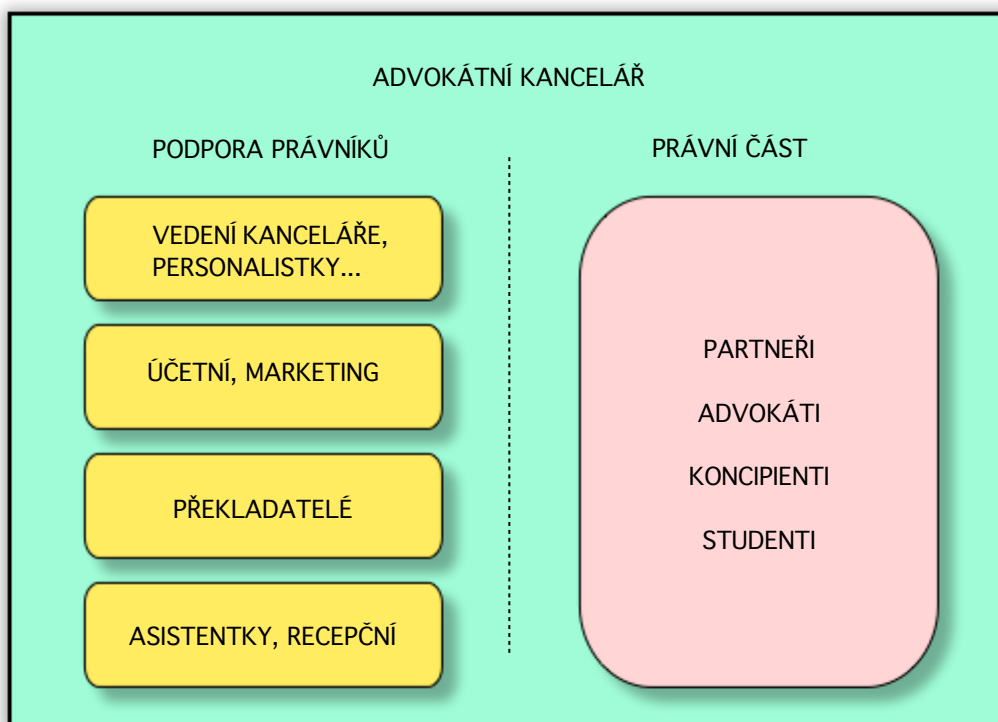 ADVOKÁTNÍ KANCELÁŘ
PODPORA PRÁVNÍKŮ
VEDENÍ KANCELÁŘE,
PERSONALISTKY...
ÚČETNÍ, MARKETING
PŘEKLADATELÉ
ASISTENTKY, RECEPČNÍ
PRÁVNÍ ČÁST
PARTNEŘI
ADVOKÁTI
KONCIPIENTI
STUDENTI